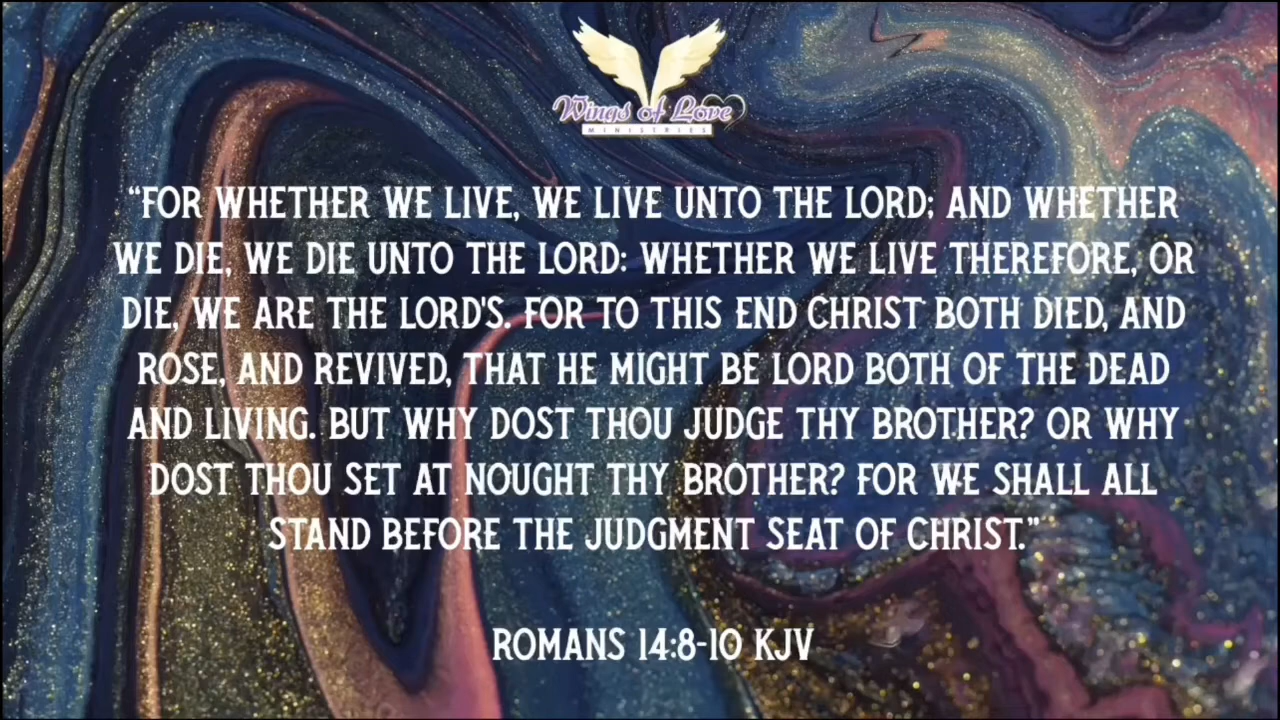 Wings of Love
MINISTRIES
“FOR WHETHER WE LIVE, WE LIVE UNTO THE LORD; AND WHETHER
WE DIE, WE DIE UNTO THE LORD: WHETHER WE LIVE THEREFORE, OR
DIE, WE ARE THE LORD'S. FOR TO THIS END CHRIST BOTH DIED, AND
ROSE, AND REVIVED, THAT HE MIGHT BE LORD BOTH OF THE DEAD
AND LIVING. BUT WHY DOST THOU JUDGE THY BROTHER? OR WHY
DOST THOU SET AT NOUGHT THY BROTHER? FOR WE SHALL ALL
STAND BEFORE THE JUDGMENT SEAT OF CHRIST.”
ROMANS 14:8-10 KJV